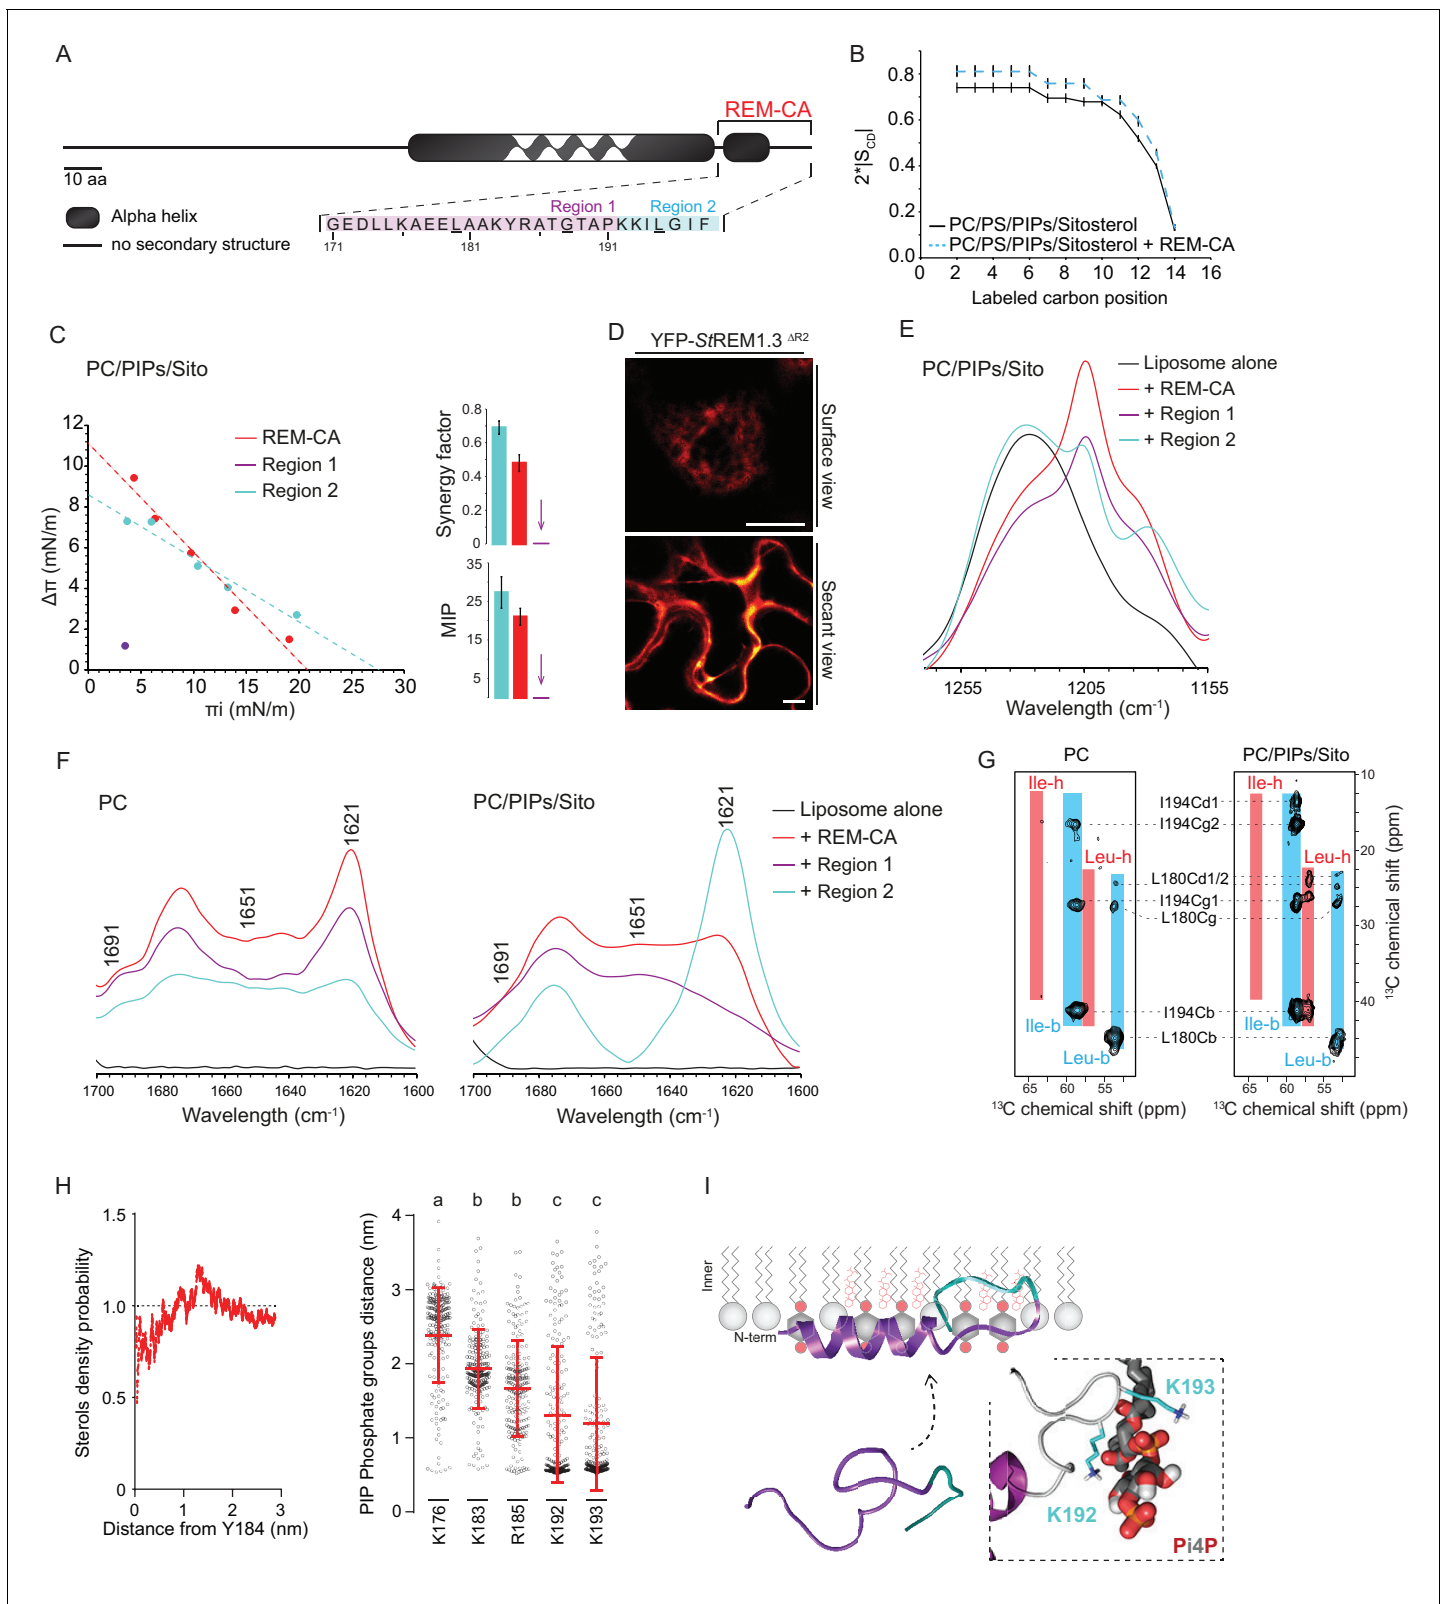 A
REM-CA
10 aa
Alpha helix
no secondary structure
Region 1
Region 2
GEDLLKAEELAAKYRATGTAPKKILGIF
171
181
191
B
2*|SCD|
0.8
0.6
0.4
0.2
0.0
PC/PS/PIPs/Sitosterol
PC/PS/PIPs/Sitosterol + REM-CA
0 2 4 6 8 10 12 14 16
Labeled carbon position
C
PC/PIPs/Sito
REM-CA
Region 1
Region 2
Δπ (mN/m)
12
10
8
6
4
2
0
0 5 10 15 20 25 30
πi (mN/m)
Synergy factor
0.8
0.6
0.4
0.2
0
MIP
35
25
15
5
D
YFP-StREM1.3 ΔR2
Surface view
Secant view
E
PC/PIPs/Sito
Liposome alone
+ REM-CA
+ Region 1
+ Region 2
1255 1205 1155
Wavelength (cm-1)
F
PC
1691
1651
1621
1700 1680 1660 1640 1620 1600
Wavelength (cm-1)
PC/PIPs/Sito
1691
1651
1621
1700 1680 1660 1640 1620 1600
Wavelength (cm-1)
Liposome alone
+ REM-CA
+ Region 1
+ Region 2
G
PC
PC/PIPs/Sito
Ile-h
Ile-h
Leu-h
Leu-h
I194Cd1
I194Cg2
L180Cd1/2
I194Cg1
L180Cg
I194Cb
L180Cb
Ile-b
Ile-b
Leu-b
Leu-b
10
20
30
40
13C chemical shift (ppm)
65 60 55
65 60 55
13C chemical shift (ppm)
13C chemical shift (ppm)
H
Sterols density probability
1.5
1.0
0.5
0
0 1 2 3
Distance from Y184 (nm)
PIP Phosphate groups distance (nm)
a b b c c
4
3
2
1
0
K176
K183
R185
K192
K193
I
Inner
N-term
K193
K192
Pi4P